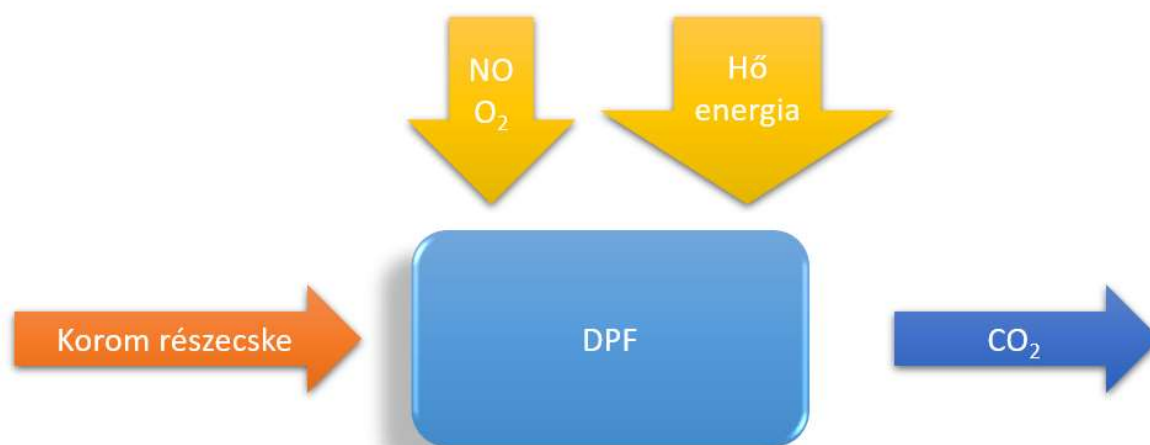 NO
O₂
Hő
energia
Korom részecske
DPF
CO₂